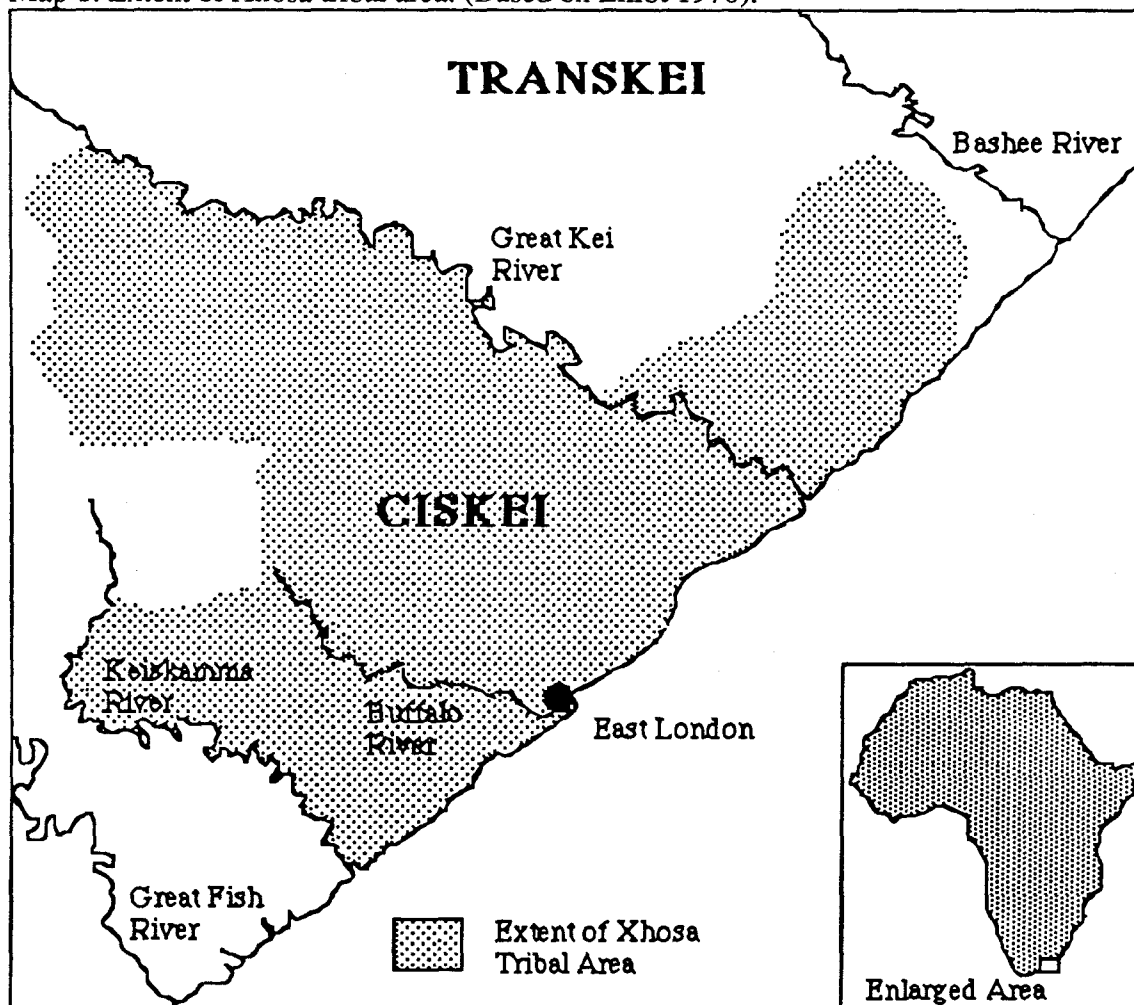 TRANSKEI
Bashee River
Great Kei
River
CISKEI
Keiskamma
River
Buffalo
River
East London
Great Fish
River
Extent of Xhosa
Tribal Area
Enlarged Area